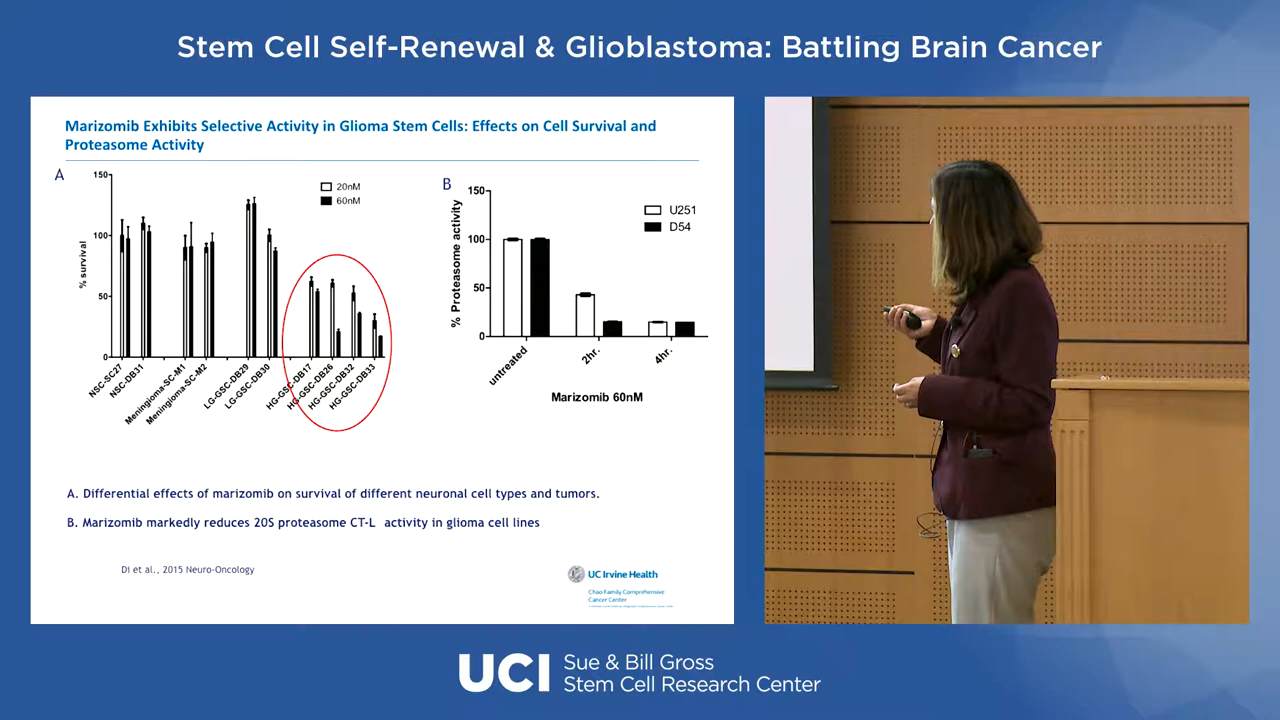 Stem Cell Self-Renewal & Glioblastoma: Battling Brain Cancer
Marizomib Exhibits Selective Activity in Glioma Stem Cells: Effects on Cell Survival and
Proteasome Activity
A
150
100
50
0
% survival
20nM
60nM
NSC-SC27
NSC-DB31
Meningioma-SC-M1
Meningioma-SC-M2
LG-GSC-DB29
LG-GSC-DB30
HG-GSC-DB17
HG-GSC-DB26
HG-GSC-DB32
HG-GSC-DB33
B
150
100
50
0
% Proteasome activity
U251
D54
untreated
2hr.
4hr.
Marizomib 60nM
A. Differential effects of marizomib on survival of different neuronal cell types and tumors.
B. Marizomib markedly reduces 20S proteasome CT-L activity in glioma cell lines
Di et al., 2015 Neuro-Oncology
UC Irvine Health
Chao Family Comprehensive
Cancer Center
UCI Sue & Bill Gross
Stem Cell Research Center